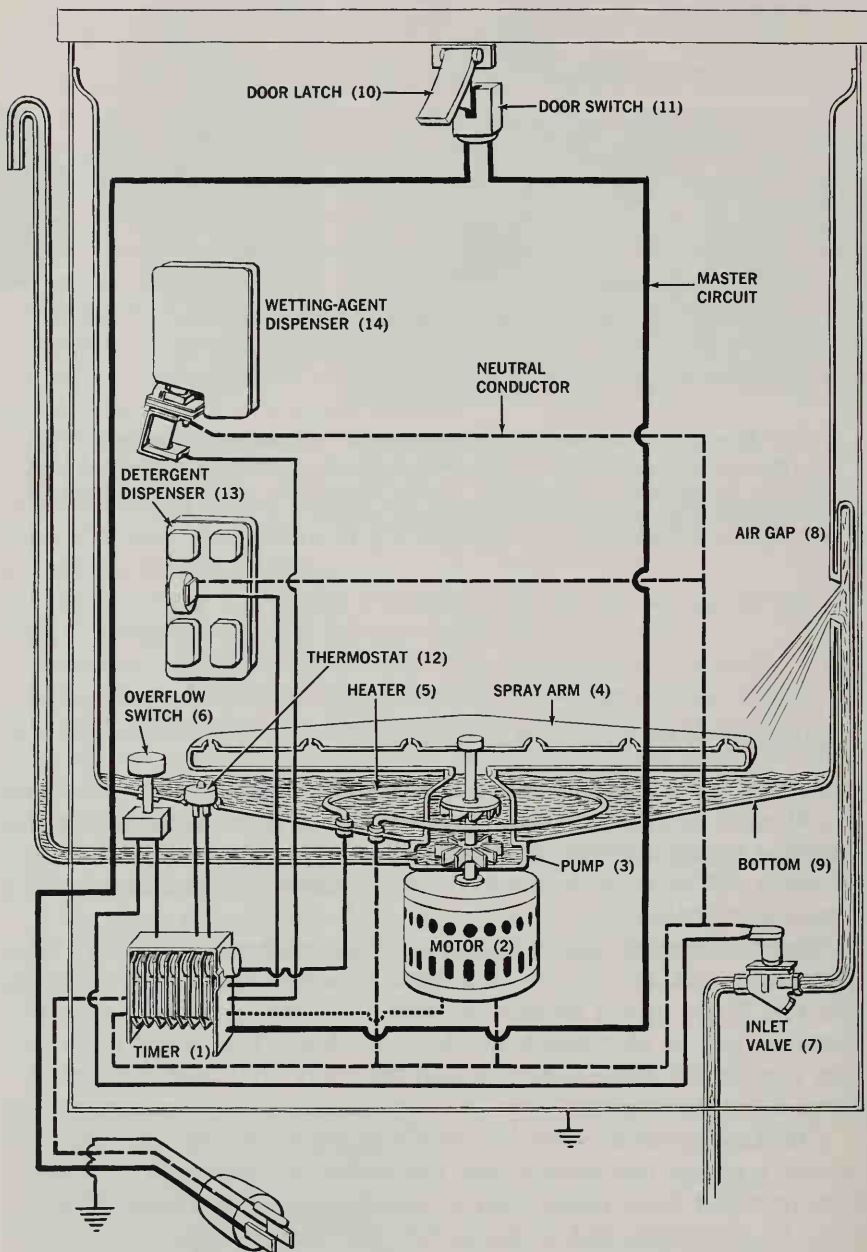 DOOR LATCH (10)
DOOR SWITCH (11)
WETTING-AGENT
DISPENSER (14)
MASTER
CIRCUIT
NEUTRAL
CONDUCTOR
DETERGENT
DISPENSER (13)
AIR GAP (8)
THERMOSTAT (12)
HEATER (5)
SPRAY ARM (4)
OVERFLOW
SWITCH (6)
PUMP (3)
BOTTOM (9)
MOTOR (2)
INLET
VALVE (7)
TIMER (1)